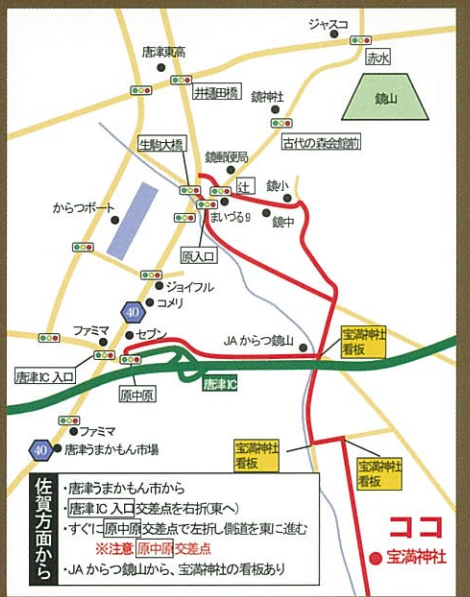 ジャスコ
赤水
唐津東高
井樋田橋
鏡山
鏡神社
古代の森会館前
生駒大橋
鏡郵便局
辻
鏡小
からつボート
まいづる9
鏡中
原入口
ジョイフル
コメリ
40
ファミマ
セブン
JAからつ鏡山
宝満神社
看板
唐津IC 入口
唐津IC
原中原
ファミマ
40
唐津うまかもん市場
宝満神社
看板
宝満神社
看板
佐賀方面から
・唐津うまかもん市から
・唐津IC 入口交差点を右折(東へ)
・すぐに原中原交差点で左折し側道を東に進む
※注意 原中原交差点
・JAからつ鏡山から、宝満神社の看板あり
ココ
宝満神社